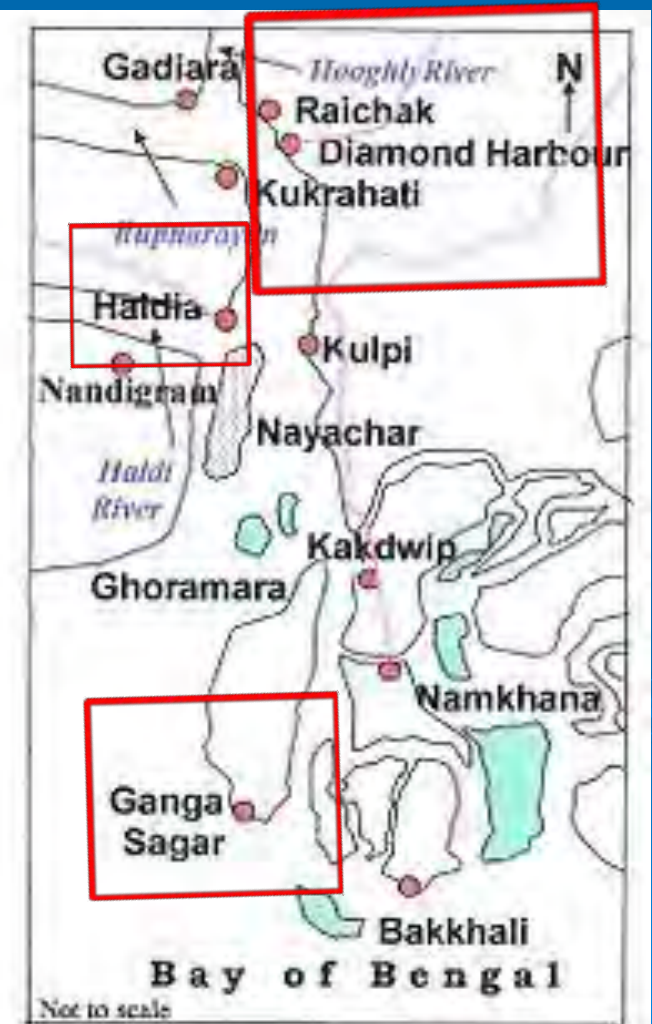 Gadiara
Hooghly River
N
Raichak
Diamond Harbour
Kukrahati
Rupnarayan
Haldia
Kulpi
Nandigram
Nayachar
Haldi
River
Kakdwip
Ghoramara
Namkhana
Ganga
Sagar
Bakkhali
Bay of Bengal
Not to scale